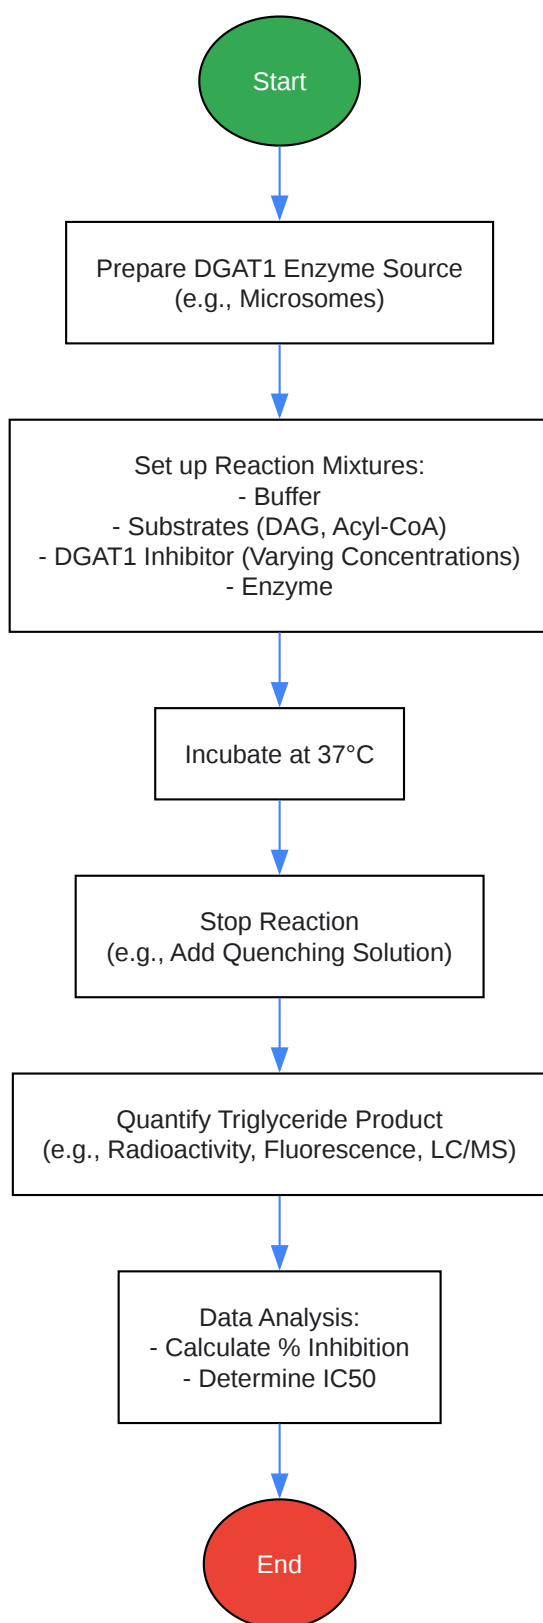 Start
Prepare DGAT1 Enzyme Source
(e.g., Microsomes)
Set up Reaction Mixtures:
- Buffer
- Substrates (DAG, Acyl-CoA)
- DGAT1 Inhibitor (Varying Concentrations)
- Enzyme
Incubate at 37°C
Stop Reaction
(e.g., Add Quenching Solution)
Quantify Triglyceride Product
(e.g., Radioactivity, Fluorescence, LC/MS)
Data Analysis:
- Calculate % Inhibition
- Determine IC50
End